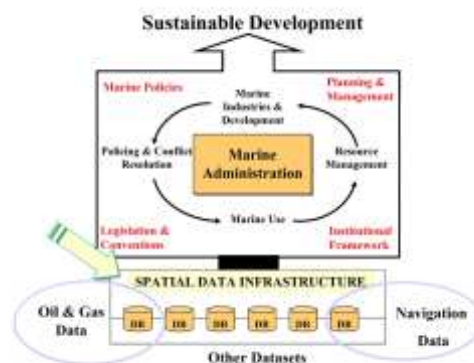 Sustainable Development
Marine Policies
Planning &
Management
Marine
Industries &
Development
Policing & Conflict
Resolution
Marine
Administration
Resource
Management
Marine Use
Legislation &
Conventions
Institutional
Framework
SPATIAL DATA INFRASTRUCTURE
Oil & Gas
Data
DB DB DB DB DB DB
Navigation
Data
Other Datasets